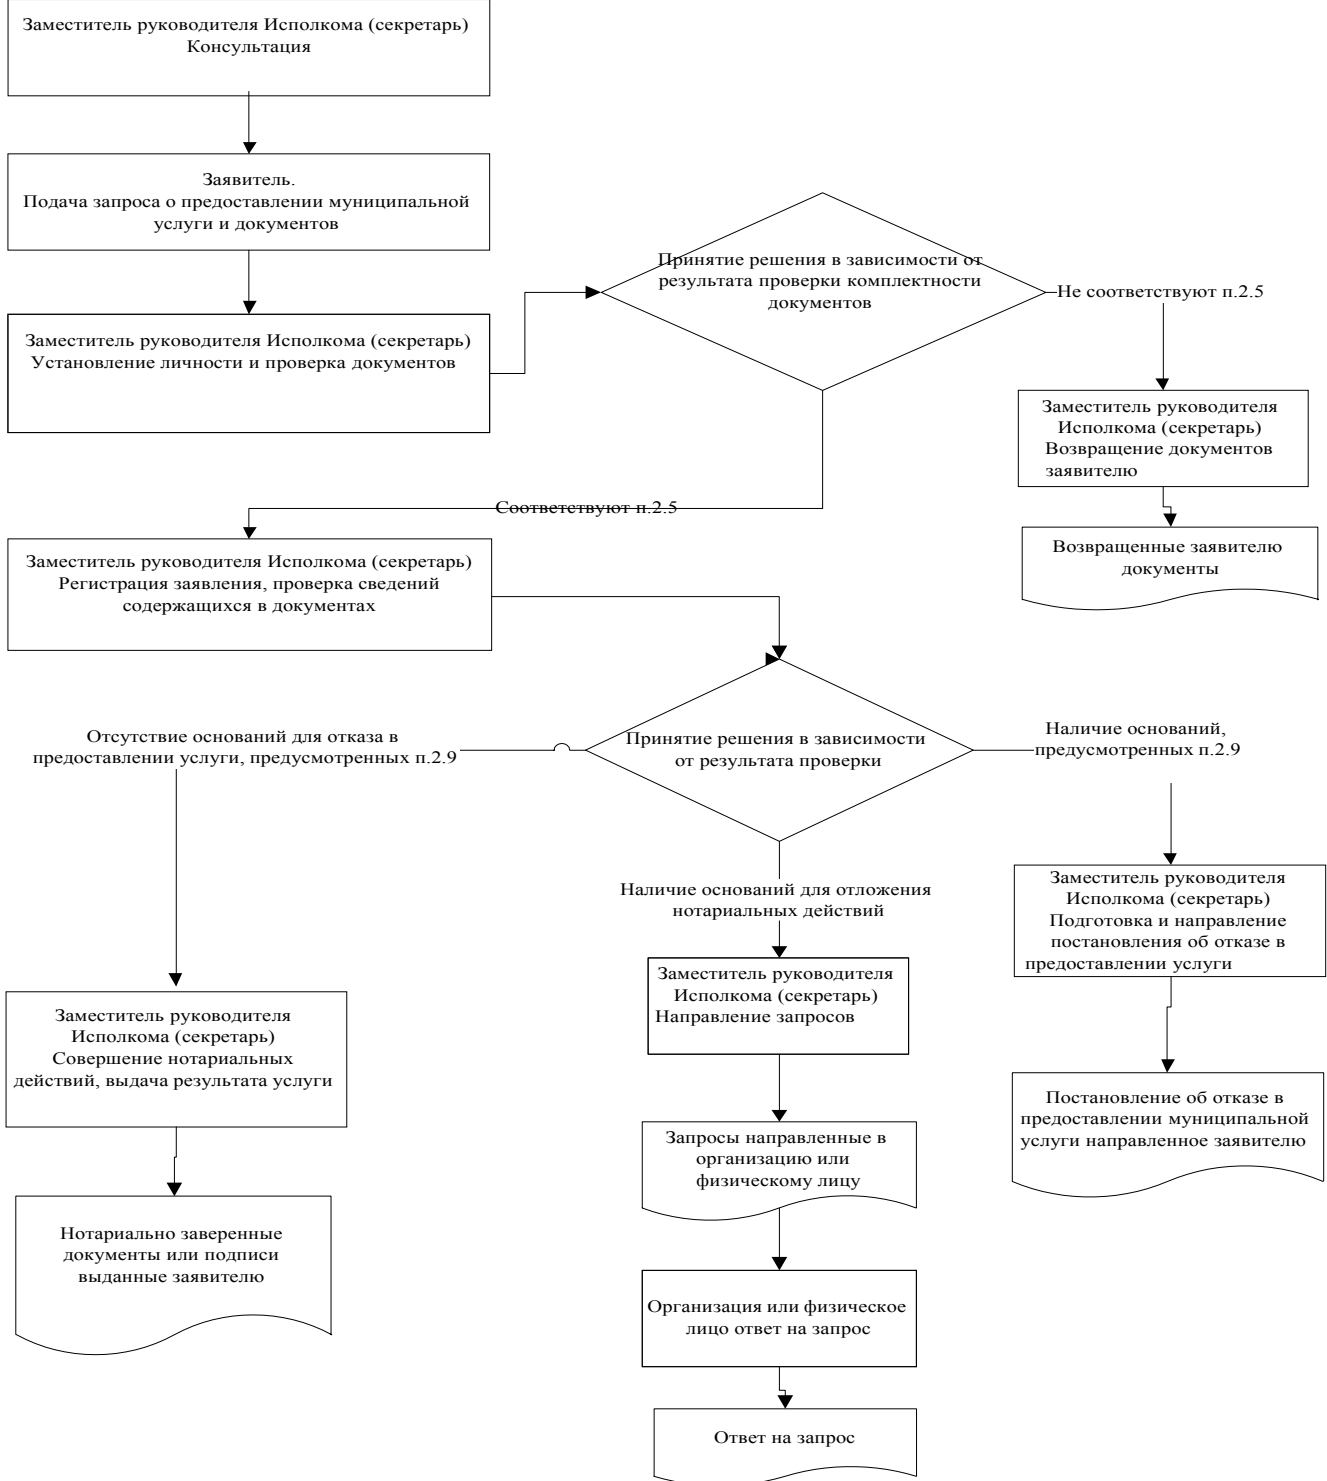 Заместитель руководителя Исполкома (секретарь)
Консультация
Заявитель.
Подача запроса о предоставлении муниципальной
услуги и документов
Заместитель руководителя Исполкома (секретарь)
Установление личности и проверка документов
Принятие решения в зависимости от
результата проверки комплектности
документов
Не соответствуют п.2.5
Заместитель руководителя
Исполкома (секретарь)
Возвращение документов
заявителю
Возвращенные заявителю
документы
Соответствуют п.2.5
Заместитель руководителя Исполкома (секретарь)
Регистрация заявления, проверка сведений
содержащихся в документах
Принятие решения в зависимости
от результата проверки
Отсутствие оснований для отказа в
предоставлении услуги, предусмотренных п.2.9
Наличие оснований,
предусмотренных п.2.9
Наличие оснований для отложения
нотариальных действий
Заместитель руководителя
Исполкома (секретарь)
Совершение нотариальных
действий, выдача результата услуги
Нотариально заверенные
документы или подписи
выданные заявителю
Заместитель руководителя
Исполкома (секретарь)
Направление запросов
Запросы направленные в
организацию или
физическому лицу
Организация или физическое
лицо ответ на запрос
Ответ на запрос
Заместитель руководителя
Исполкома (секретарь)
Подготовка и направление
постановления об отказе в
предоставлении услуги
Постановление об отказе в
предоставлении муниципальной
услуги направленное заявителю